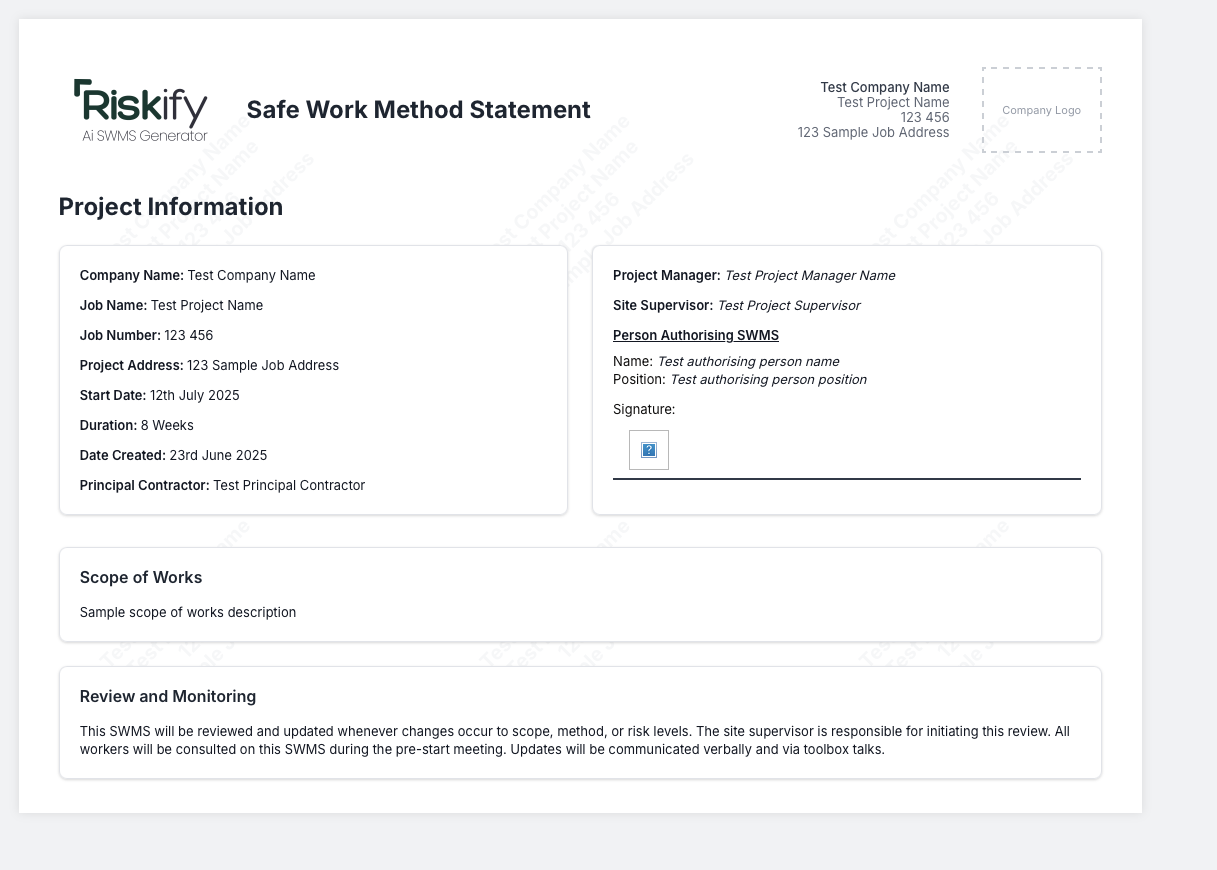 Riskify
Ai SWMS Generator
Safe Work Method Statement
Test Company Name
Test Project Name
123 456
123 Sample Job Address
Company Logo
Project Information
Company Name: Test Company Name
Job Name: Test Project Name
Job Number: 123 456
Project Address: 123 Sample Job Address
Start Date: 12th July 2025
Duration: 8 Weeks
Date Created: 23rd June 2025
Principal Contractor: Test Principal Contractor
Project Manager: Test Project Manager Name
Site Supervisor: Test Project Supervisor
Person Authorising SWMS
Name: Test authorising person name
Position: Test authorising person position
Signature:
?
Scope of Works
Sample scope of works description
Review and Monitoring
This SWMS will be reviewed and updated whenever changes occur to scope, method, or risk levels. The site supervisor is responsible for initiating this review. All
workers will be consulted on this SWMS during the pre-start meeting. Updates will be communicated verbally and via toolbox talks.